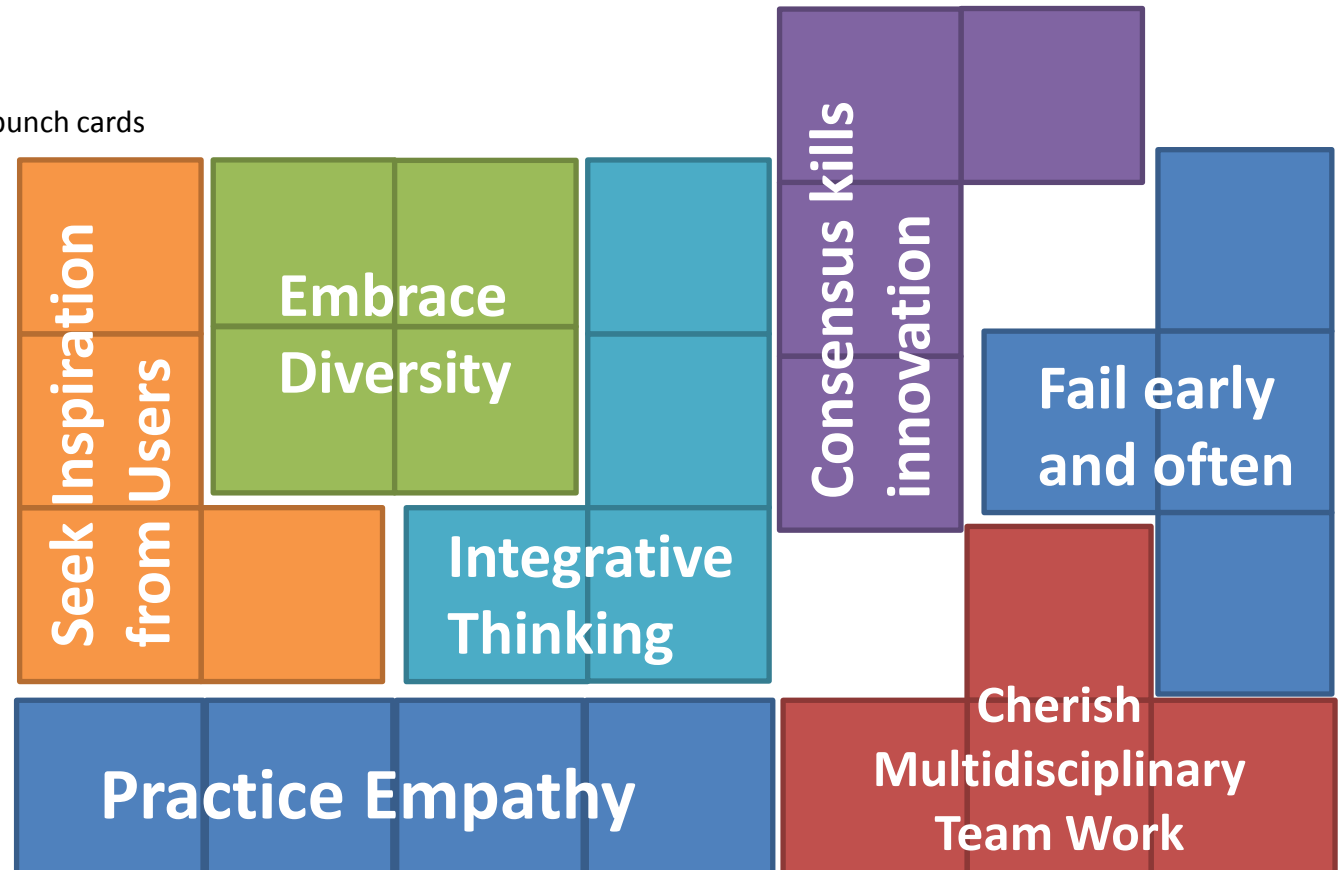 punch cards
Seek Inspiration
from Users
Embrace
Diversity
Integrative
Thinking
Consensus kills
innovation
Fail early
and often
Practice Empathy
Cherish
Multidisciplinary
Team Work